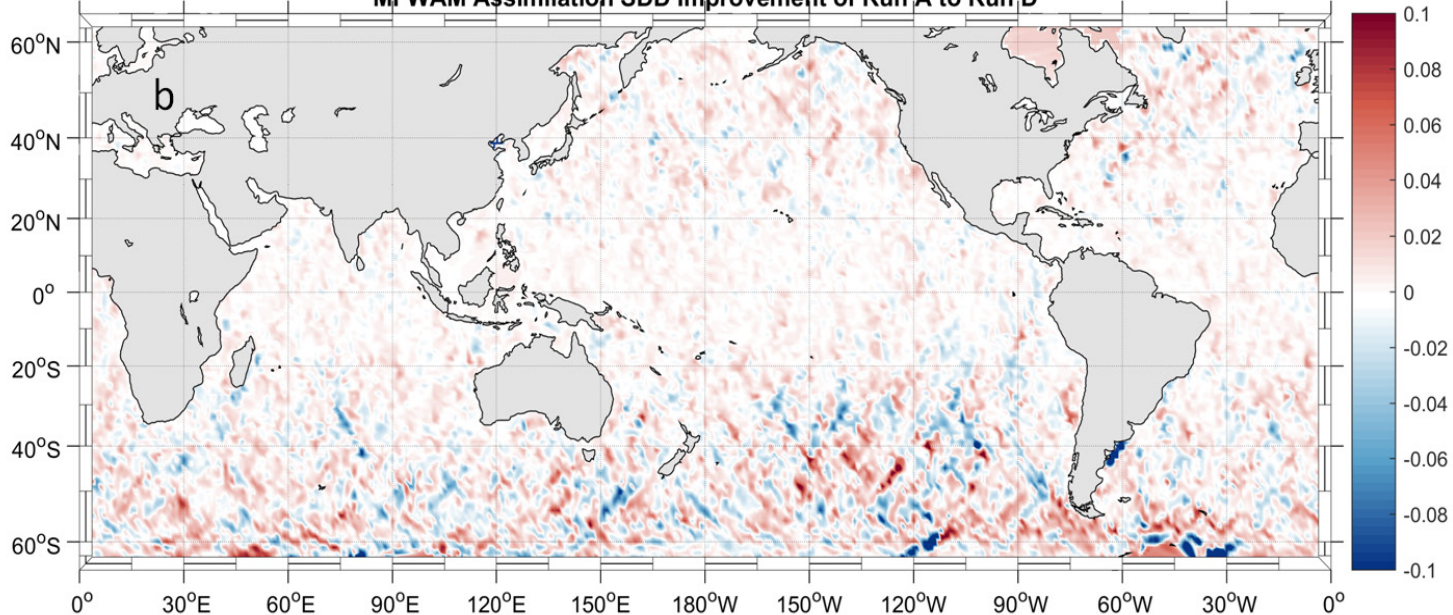 MFWAM Assimilation SDD Improvement of Run A to Run B
b
60°N
40°N
20°N
0°
20°S
40°S
60°S
0° 30°E 60°E 90°E 120°E 150°E 180°W 150°W 120°W 90°W 60°W 30°W 0°
0.1
0.08
0.06
0.04
0.02
0
-0.02
-0.04
-0.06
-0.08
-0.1